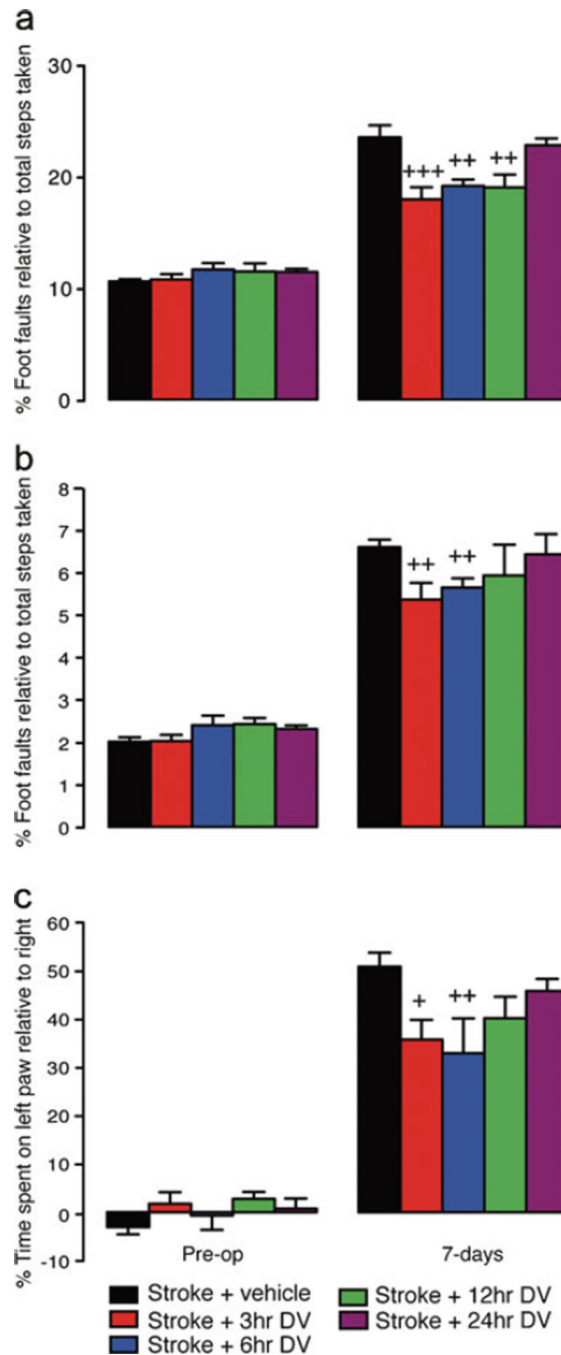 a
% Foot faults relative to total steps taken
30
20
10
0
+++
++
++
b
% Foot faults relative to total steps taken
8
7
6
5
4
3
2
1
0
++
++
c
% Time spent on left paw relative to right
60
50
40
30
20
10
0
-10
+
++
Pre-op
7-days
Stroke + vehicle
Stroke + 3hr DV
Stroke + 6hr DV
Stroke + 12hr DV
Stroke + 24hr DV